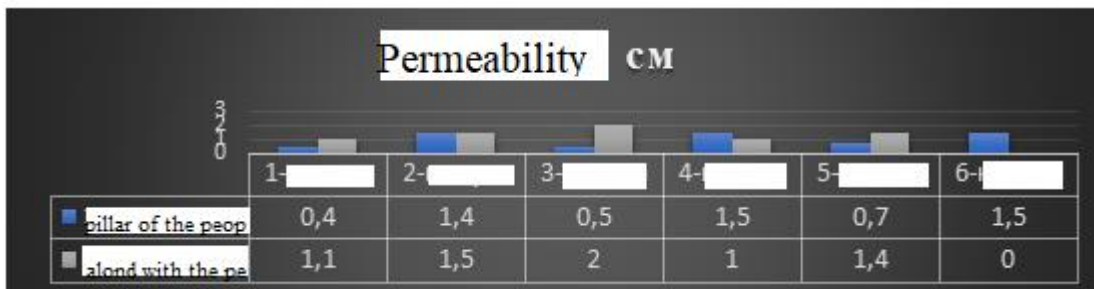 Permeability см
3
2
1
0
1- 2- 3- 4- 5- 6-
pillar of the peop 0,4 1,4 0,5 1,5 0,7 1,5
alond with the pe 1,1 1,5 2 1 1,4 0